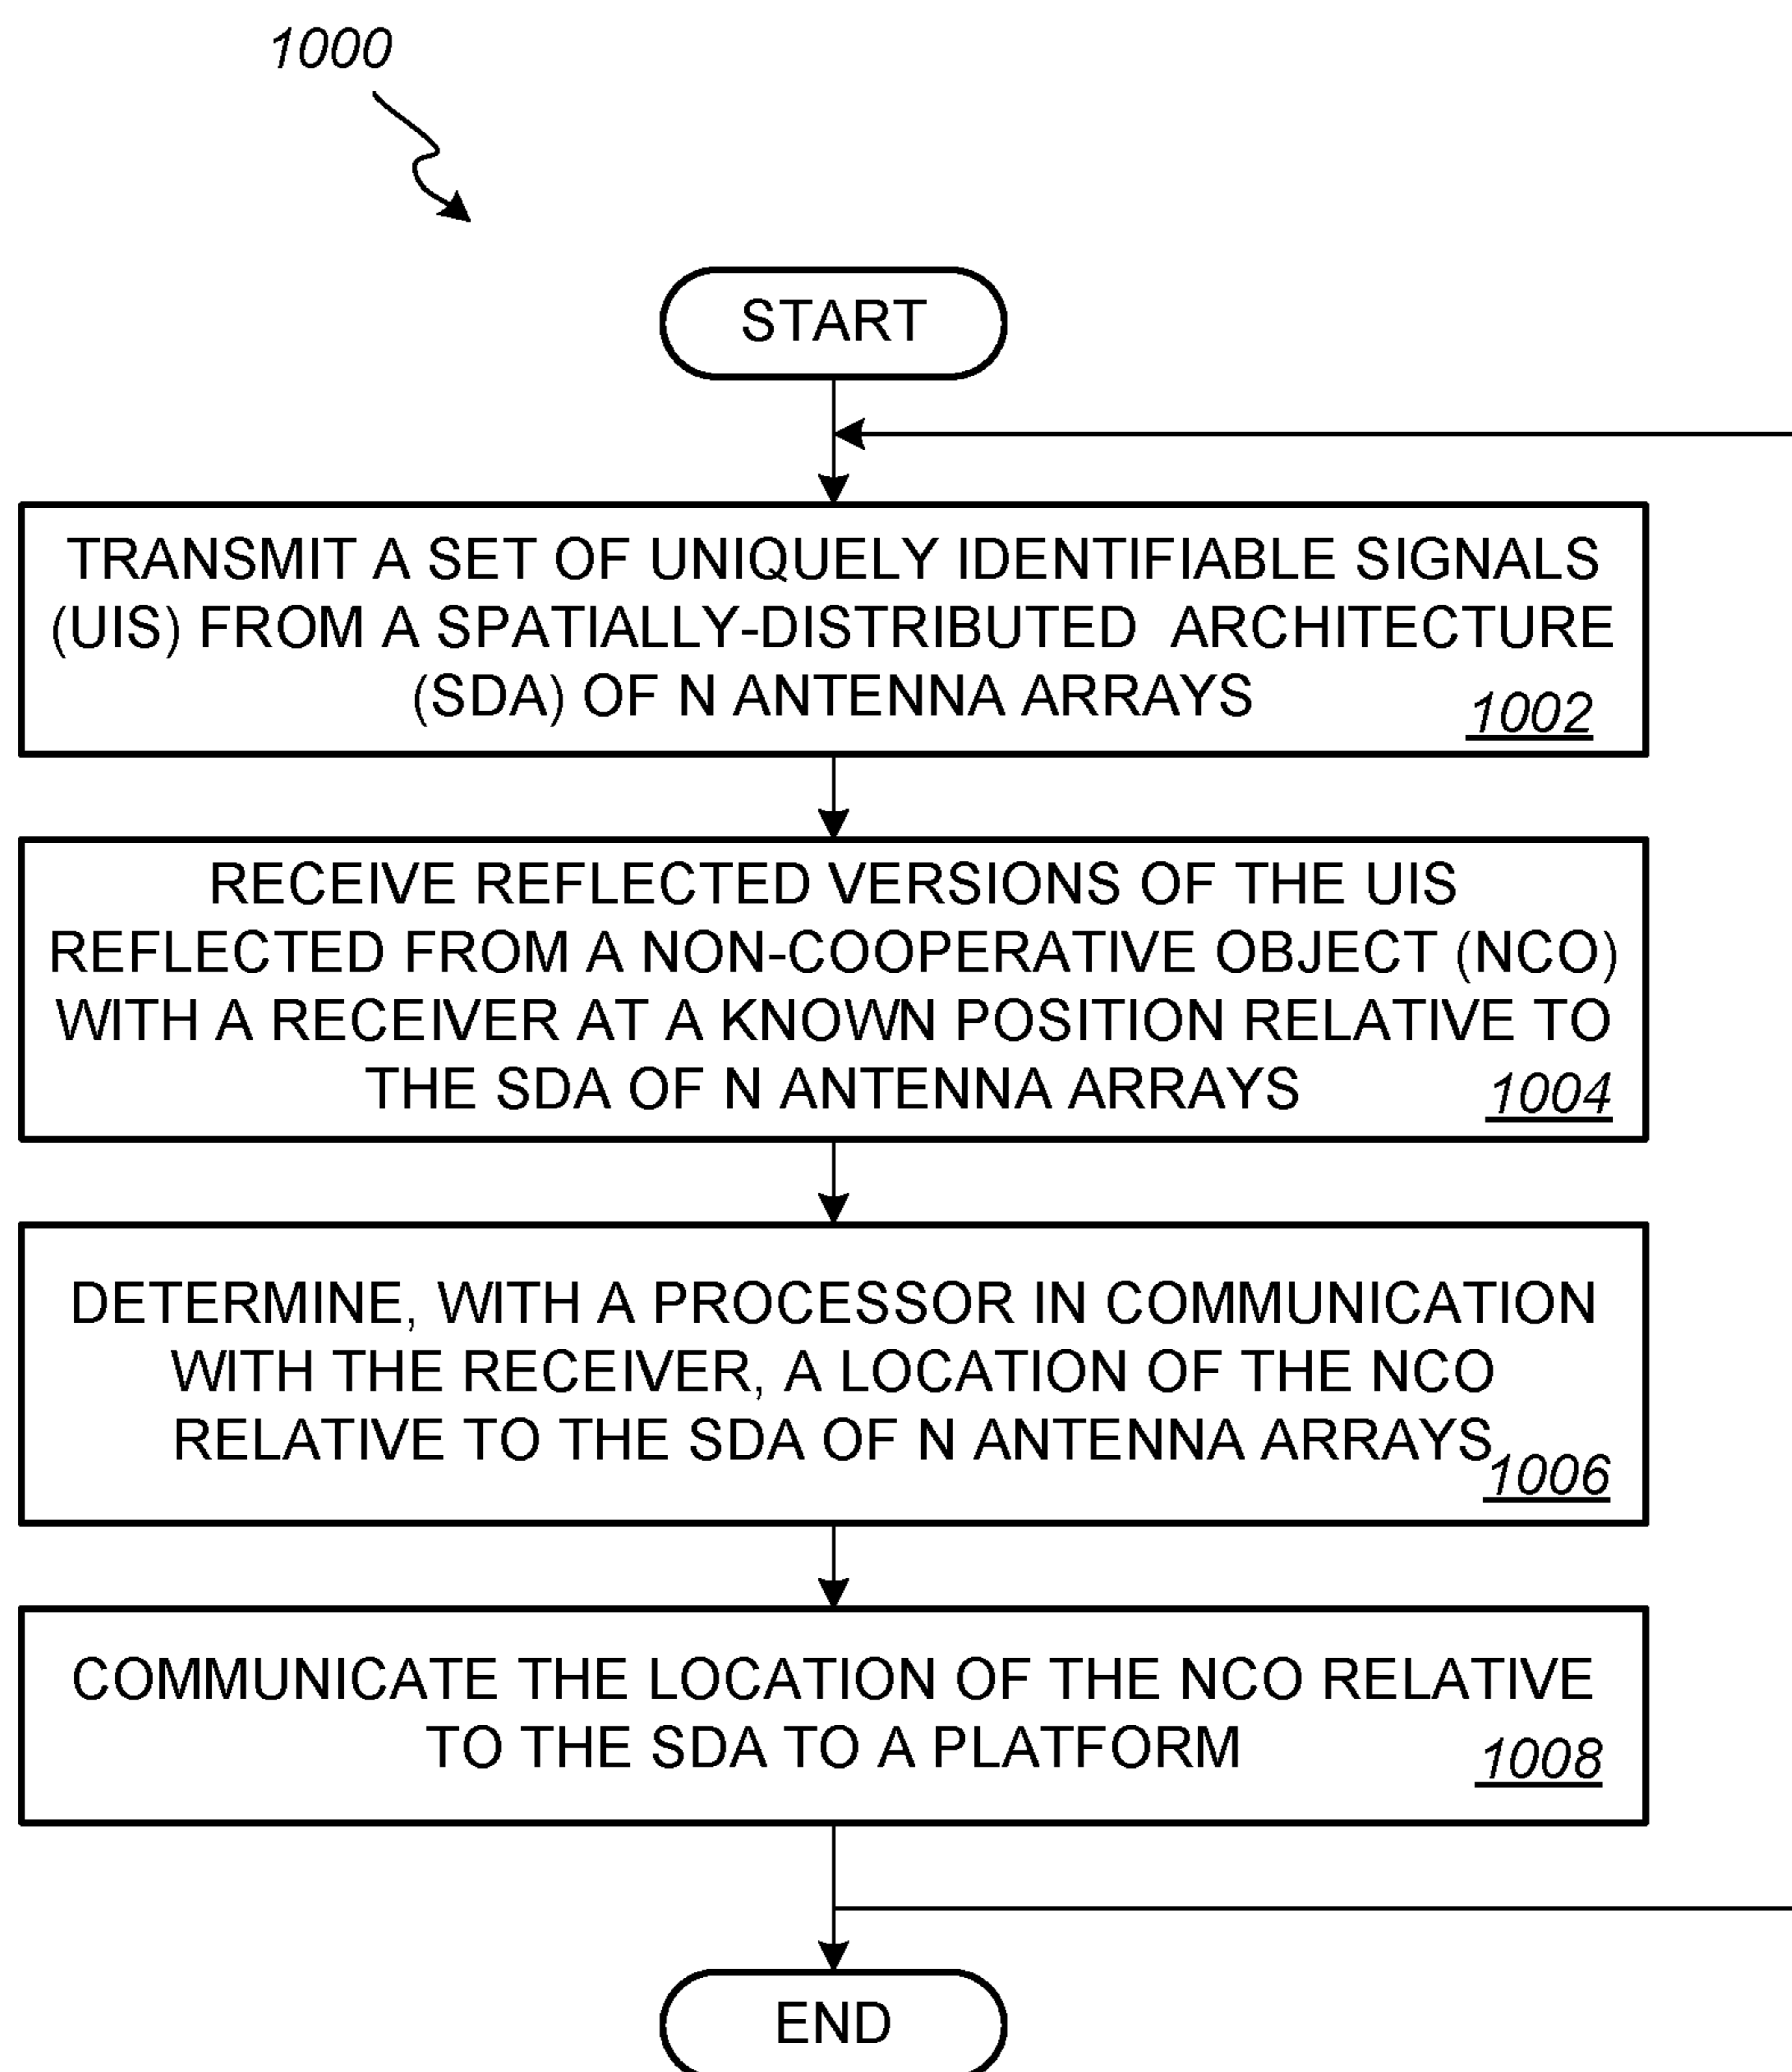 1000
START
TRANSMIT A SET OF UNIQUELY IDENTIFIABLE SIGNALS
(UIS) FROM A SPATIALLY-DISTRIBUTED ARCHITECTURE
(SDA) OF N ANTENNA ARRAYS
1002
RECEIVE REFLECTED VERSIONS OF THE UIS
REFLECTED FROM A NON-COOPERATIVE OBJECT (NCO)
WITH A RECEIVER AT A KNOWN POSITION RELATIVE TO
THE SDA OF N ANTENNA ARRAYS
1004
DETERMINE, WITH A PROCESSOR IN COMMUNICATION
WITH THE RECEIVER, A LOCATION OF THE NCO
RELATIVE TO THE SDA OF N ANTENNA ARRAYS
1006
COMMUNICATE THE LOCATION OF THE NCO RELATIVE
TO THE SDA TO A PLATFORM
1008
END